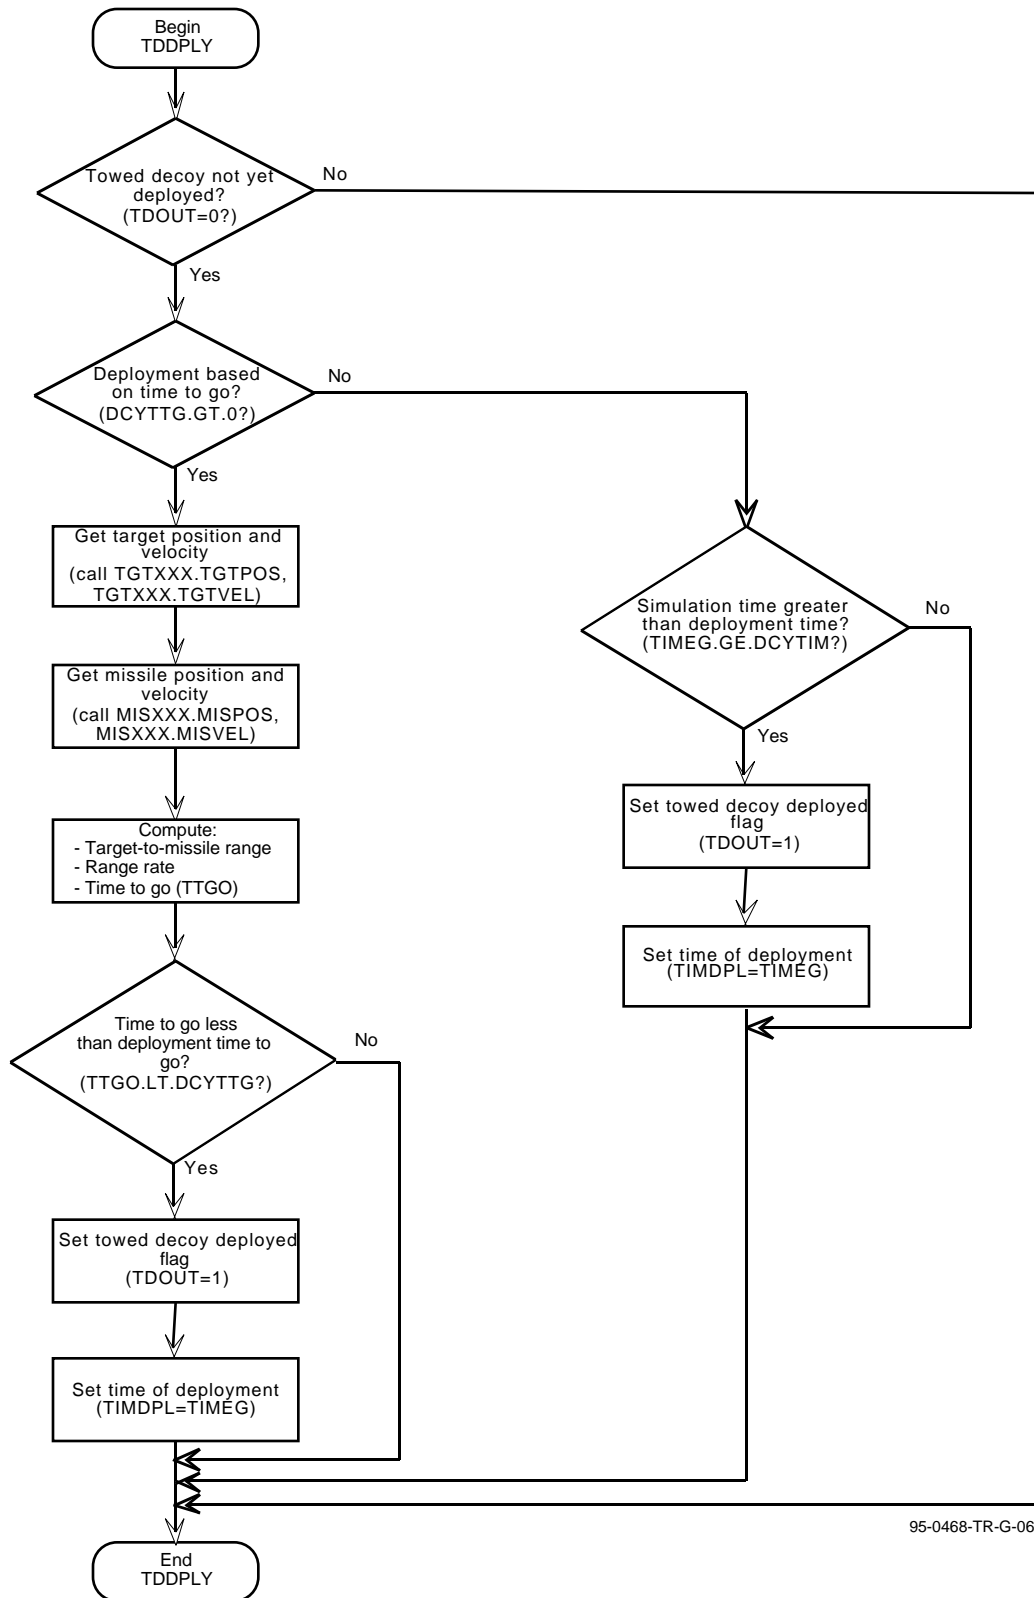 Begin
TDDPLY
Towed decoy not yet
deployed?
(TDOUT=0?)
No
Yes
Deployment based
on time to go?
(DCYTTG.GT.0?)
No
Yes
Get target position and
velocity
(call TGTXXX.TGTPOS,
TGTXXX.TGTVEL)
Get missile position and
velocity
(call MISXXX.MISPOS,
MISXXX.MISVEL)
Compute:
- Target-to-missile range
- Range rate
- Time to go (TTGO)
Time to go less
than deployment time to
go?
(TTGO.LT.DCYTTG?)
No
Yes
Set towed decoy deployed
flag
(TDOUT=1)
Set time of deployment
(TIMDPL=TIMEG)
Simulation time greater
than deployment time?
(TIMEG.GE.DCYTIM?)
No
Yes
Set towed decoy deployed
flag
(TDOUT=1)
Set time of deployment
(TIMDPL=TIMEG)
95-0468-TR-G-06
End
TDDPLY